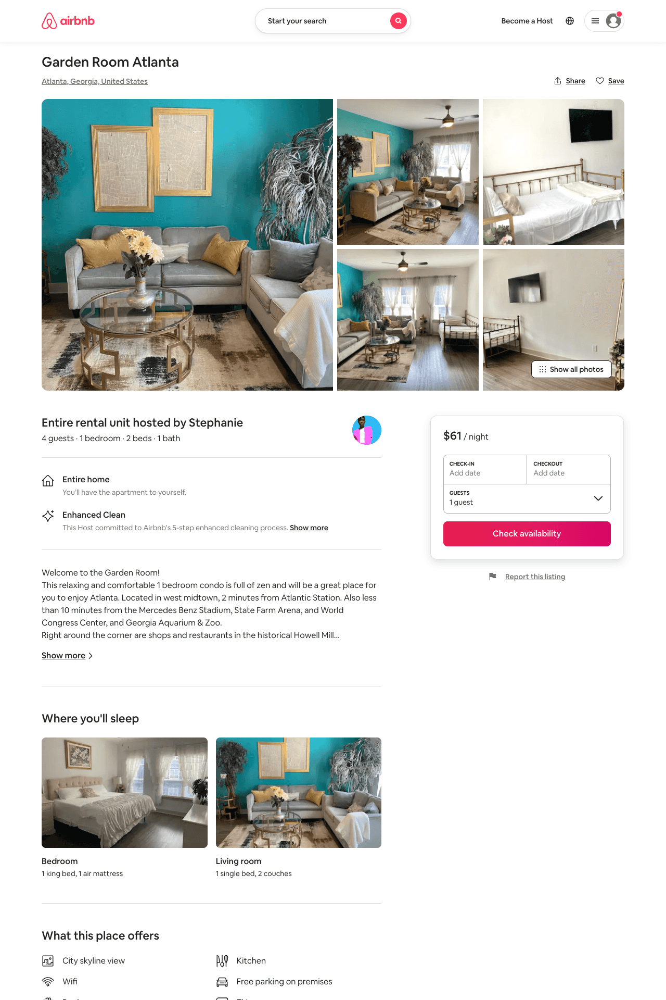 airbnb
Start your search
Become a Host
Garden Room Atlanta
Atlanta, Georgia, United States
Share
Save
Show all photos
Entire rental unit hosted by Stephanie
4 guests · 1 bedroom · 2 beds · 1 bath
$61 / night
CHECK-IN
Add date
CHECKOUT
Add date
GUESTS
1 guest
Check availability
Report this listing
Entire home
You'll have the apartment to yourself.
Enhanced Clean
This Host committed to Airbnb's 5-step enhanced cleaning process. Show more
Welcome to the Garden Room!
This relaxing and comfortable 1 bedroom condo is full of zen and will be a great place for
you to enjoy Atlanta. Located in west midtown, 2 minutes from Atlantic Station. Also less
than 10 minutes from the Mercedes Benz Stadium, State Farm Arena, and World
Congress Center, and Georgia Aquarium & Zoo.
Right around the corner are shops and restaurants in the historical Howell Mill...
Show more
Where you'll sleep
Bedroom
1 king bed, 1 air mattress
Living room
1 single bed, 2 couches
What this place offers
City skyline view
Kitchen
Wifi
Free parking on premises